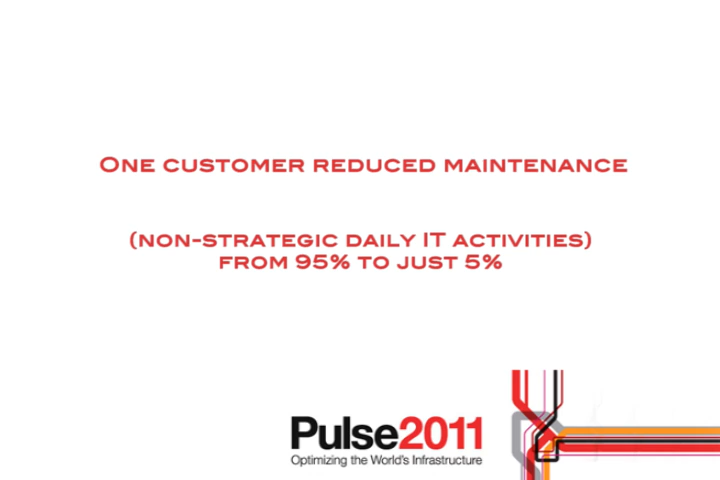 One customer reduced maintenance
(non-strategic daily IT activities)
from 95% to just 5%
Pulse2011
Optimizing the World's Infrastructure